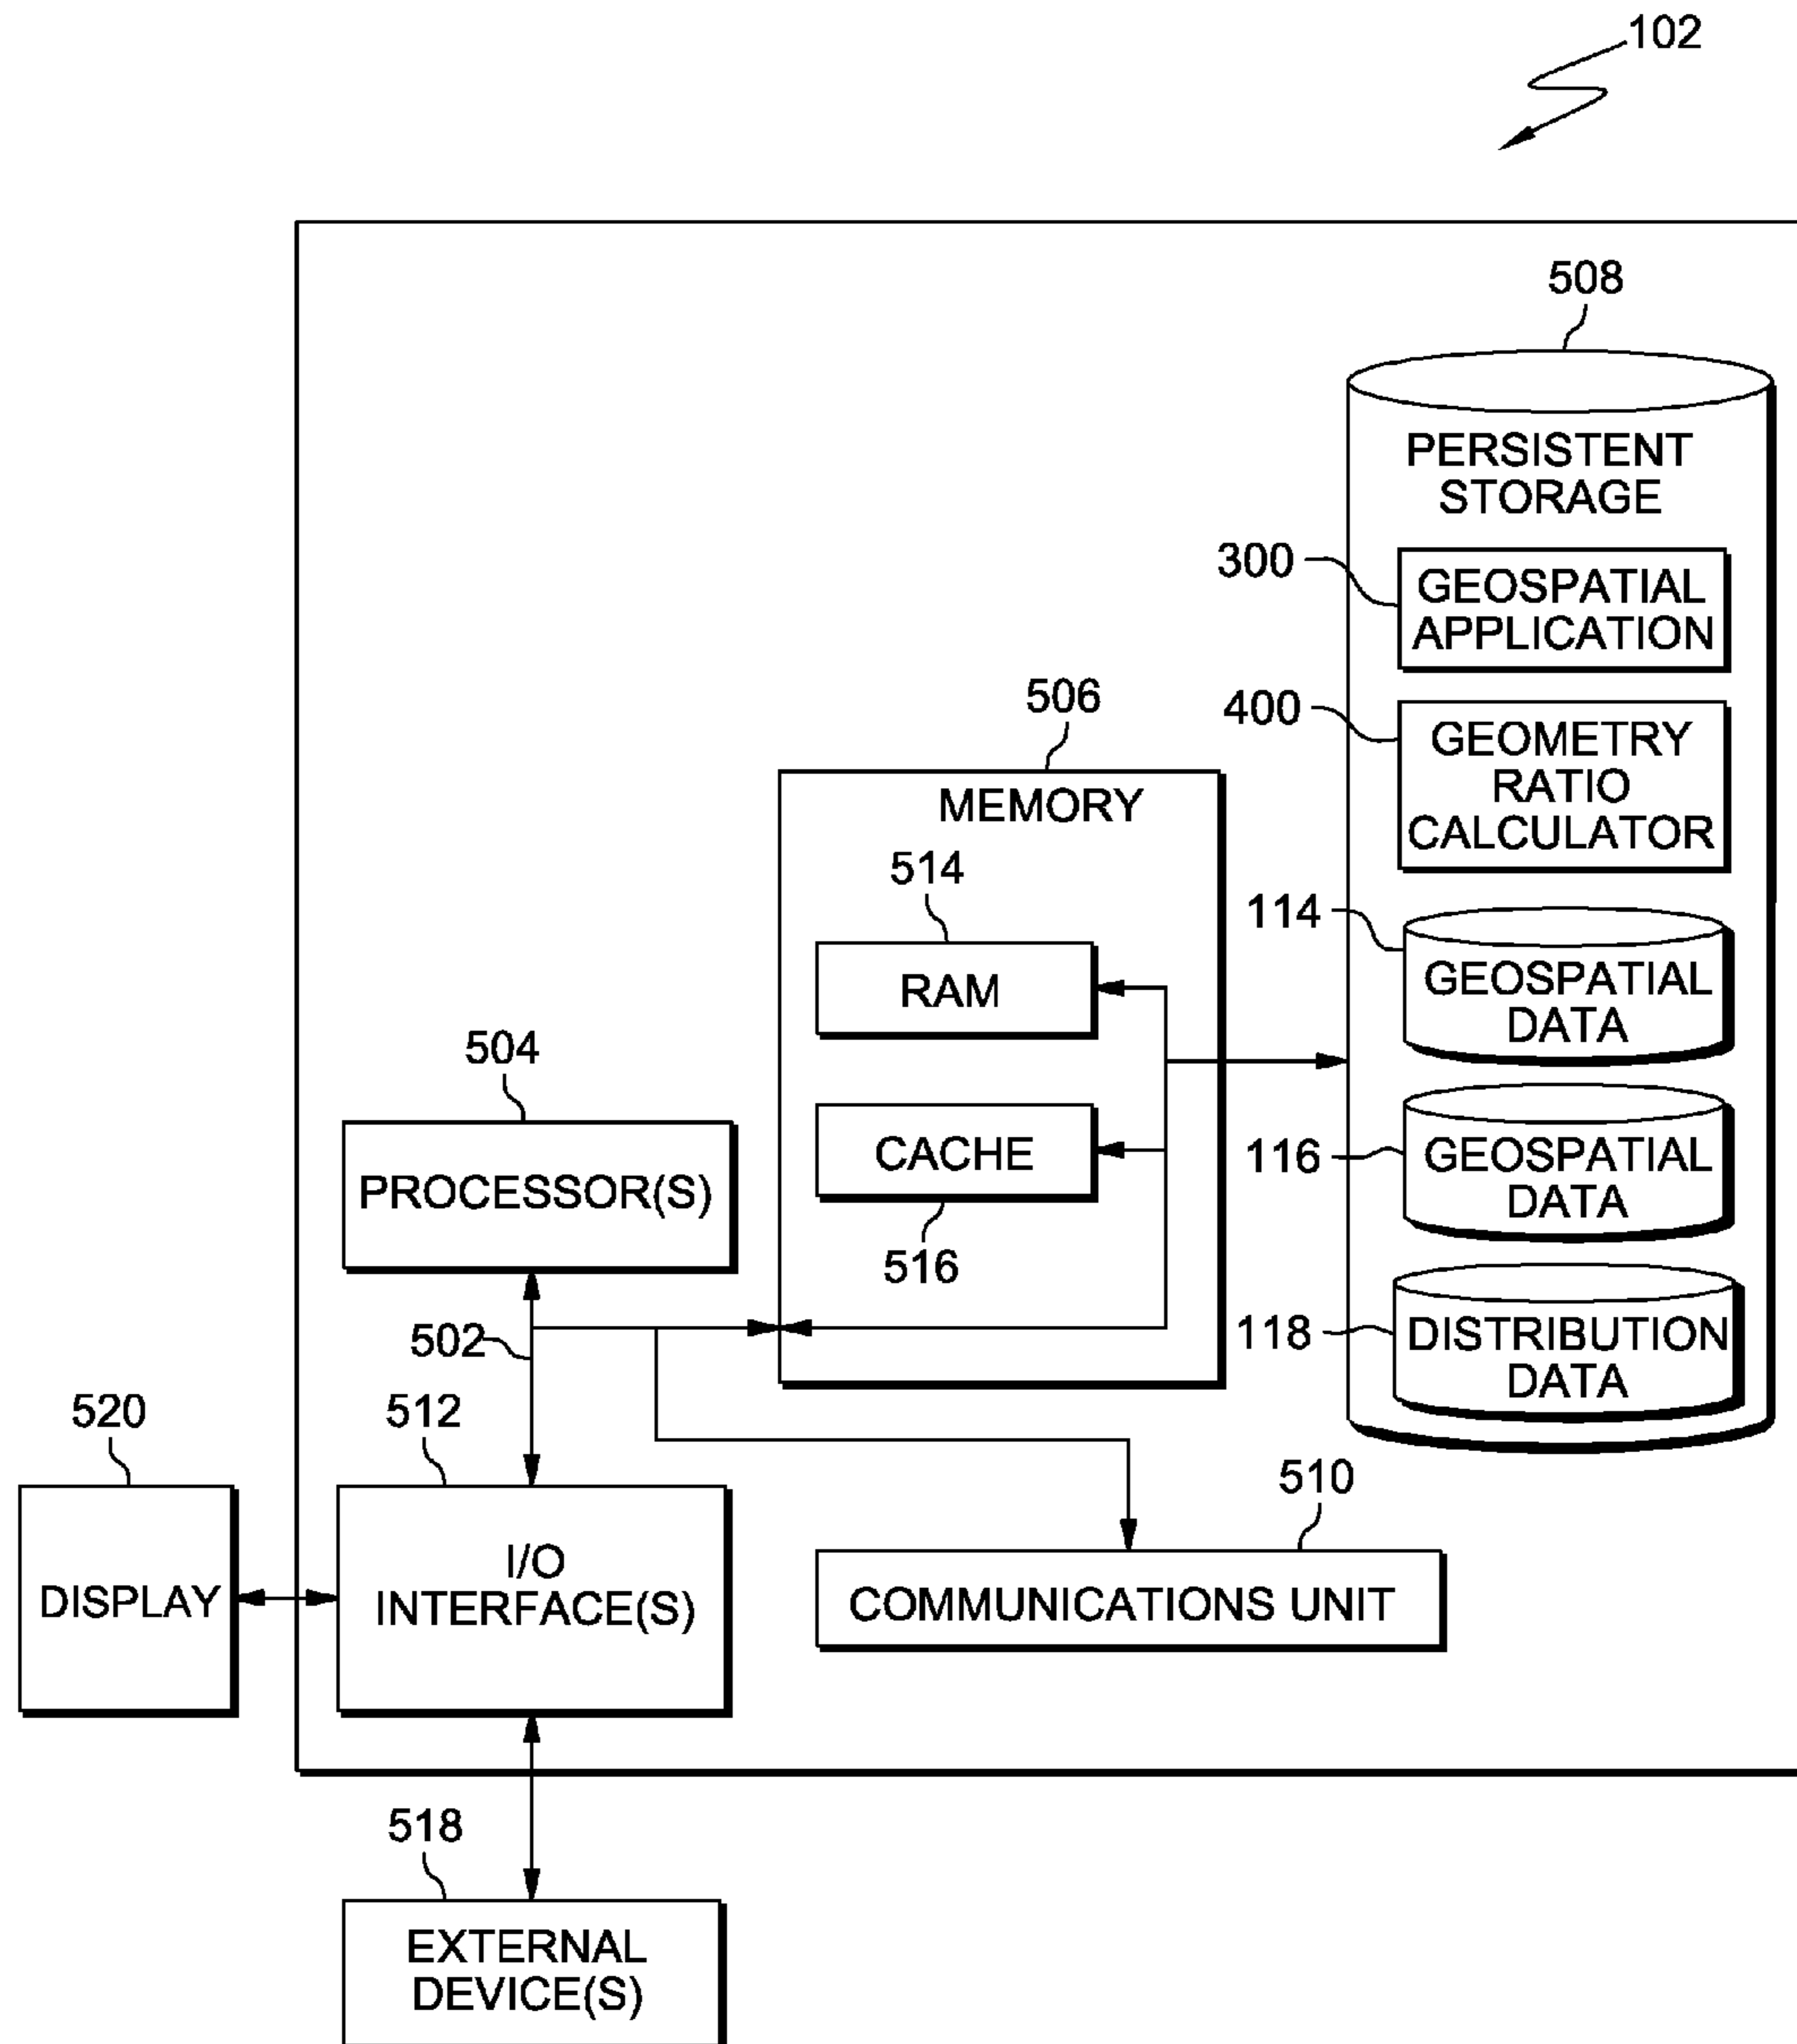 102
508
PERSISTENT
STORAGE
300
GEOSPATIAL
APPLICATION
400
GEOMETRY
RATIO
CALCULATOR
506
MEMORY
514
RAM
114
GEOSPATIAL
DATA
504
PROCESSOR(S)
CACHE
516
116
GEOSPATIAL
DATA
502
118
DISTRIBUTION
DATA
520
DISPLAY
512
I/O
INTERFACE(S)
510
COMMUNICATIONS UNIT
518
EXTERNAL
DEVICE(S)